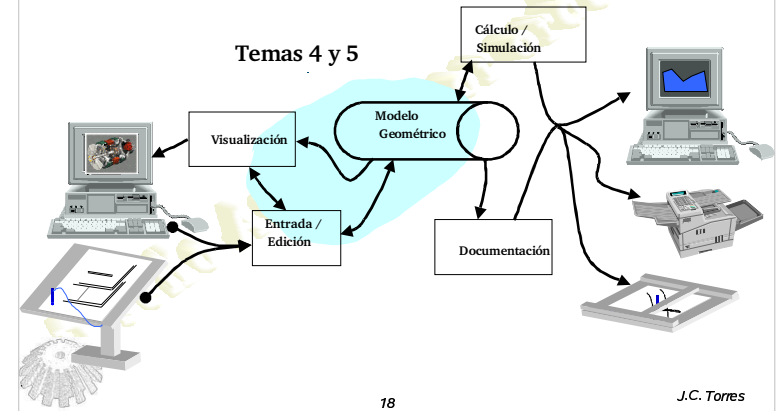 Cálculo /
Simulación
Temas 4 y 5
Modelo
Geométrico
Visualización
Entrada /
Edición
Documentación
18
J.C. Torres